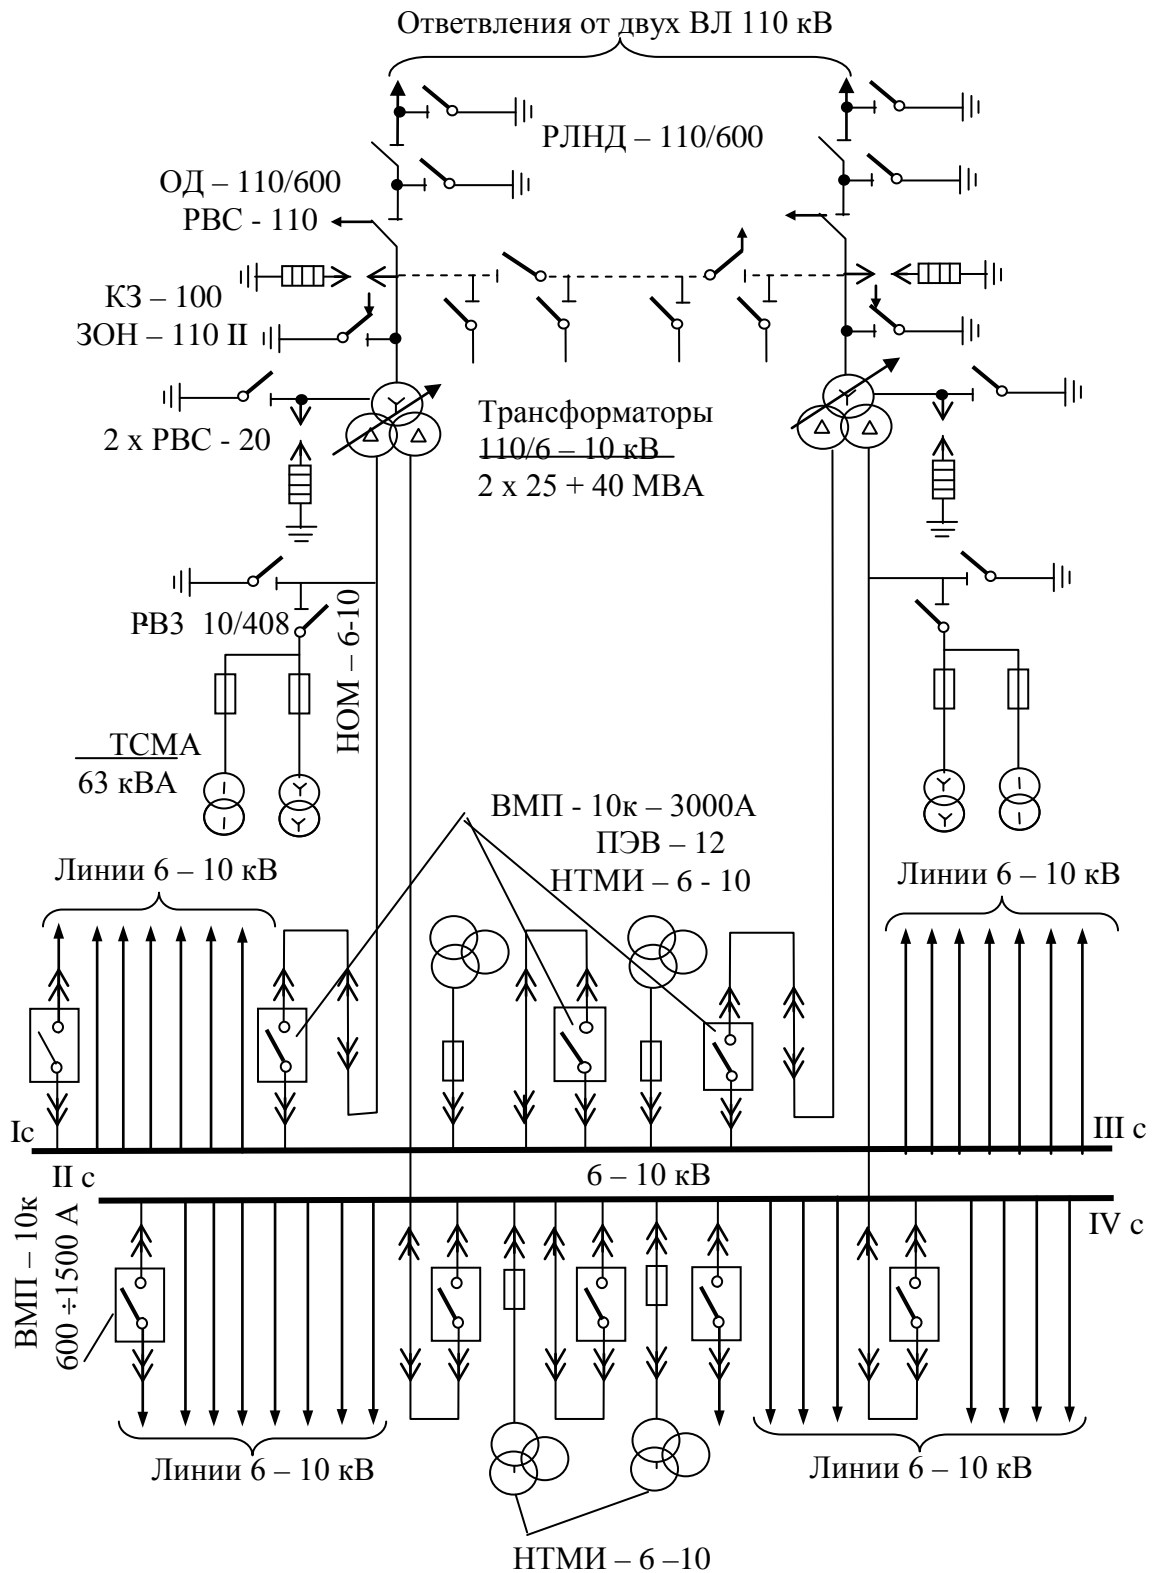 Ответвления от двух ВЛ 110 кВ
РЛНД – 110/600
ОД – 110/600
РВС - 110
КЗ – 100
ЗОН – 110 II
2 х РВС - 20
Трансформаторы
110/6 – 10 кВ
2 х 25 + 40 МВА
РВЗ 10/408
НОМ – 6-10
ТСМА
63 кВА
ВМП - 10к – 3000А
ПЭВ – 12
НТМИ – 6 - 10
Линии 6 – 10 кВ
Линии 6 – 10 кВ
Iс
III с
II с
6 – 10 кВ
IV с
ВМП – 10к
600 ÷1500 А
Линии 6 – 10 кВ
Линии 6 – 10 кВ
НТМИ – 6 –10